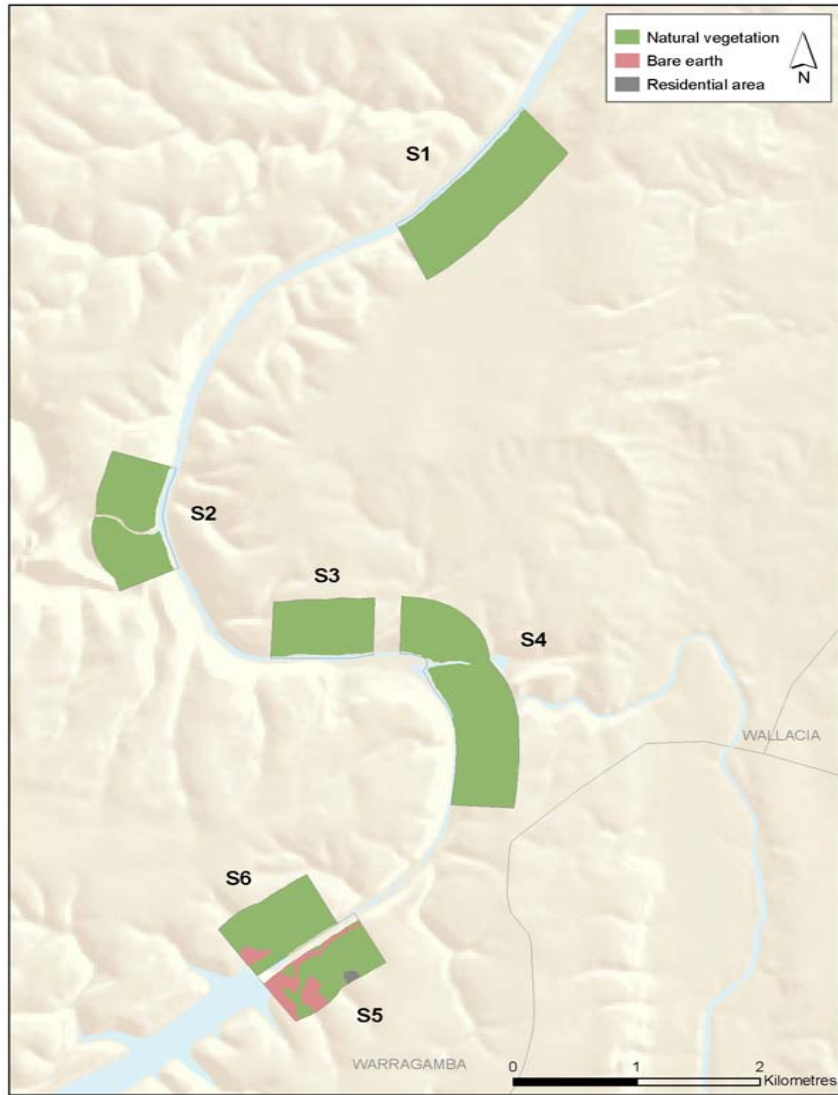 Natural vegetation
Bare earth
Residential area
N
S1
S2
S3
S4
WALLACIA
S6
S5
WARRAGAMBA
0 1 2
Kilometres